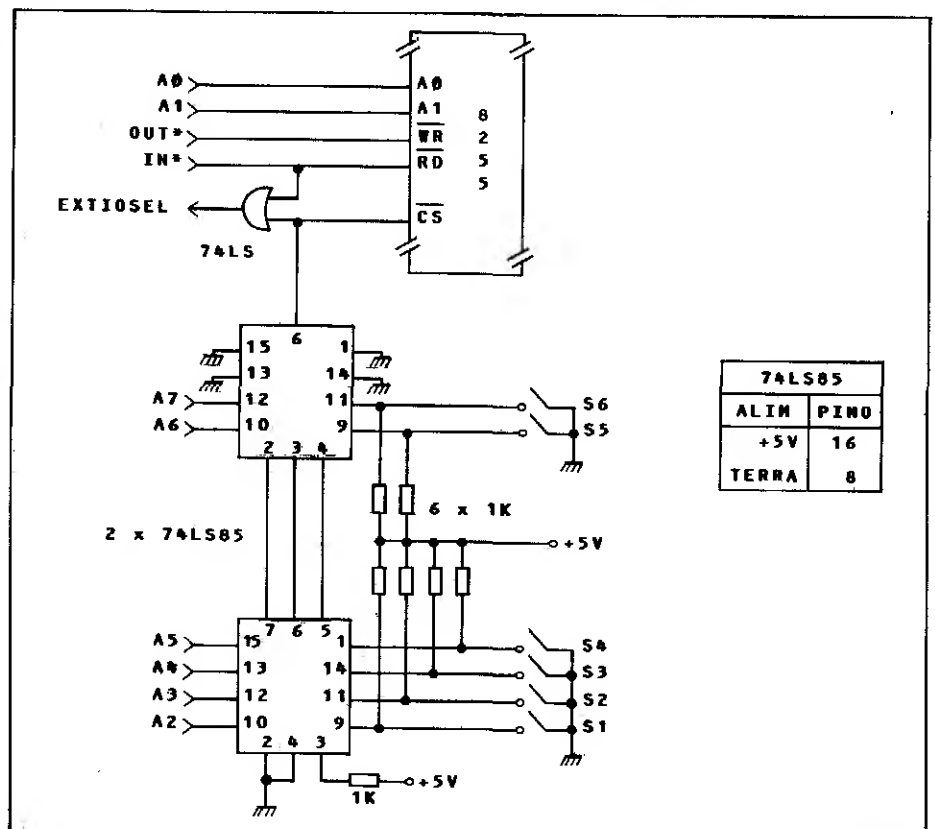 AØ AØ
A1 A1 8
OUT* WR 2
IN* RD 5
5
EXTIOSEL CS
74LS
6
15 1
13 14
A7 12 11 S6
A6 10 9 S5
2 3 4
74LS85
ALIM PINO
+5V 16
TERRA 8
6 x 1K
2 x 74LS85
+5V
7 6 5
A5 15 1 S4
A4 13 14 S3
A3 12 11 S2
A2 10 9 S1
2 4 3
+5V
1K